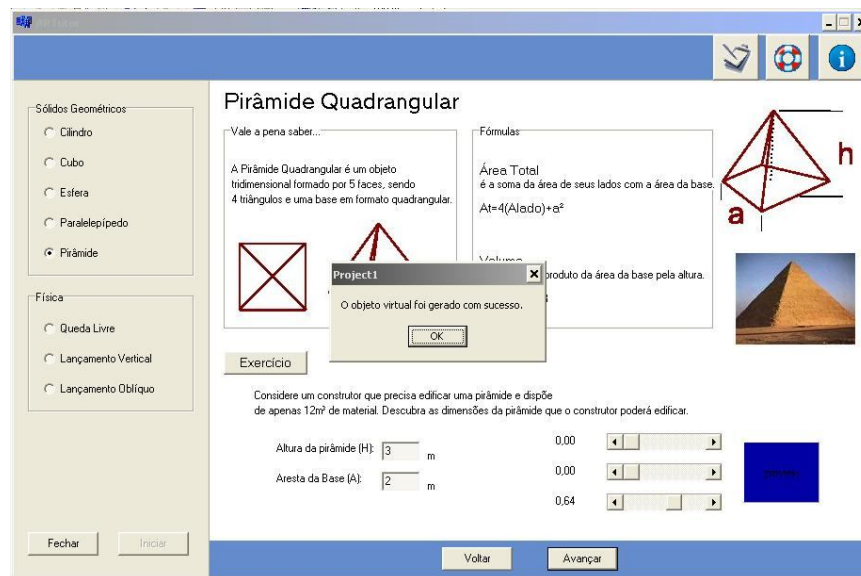 Sólidos Geométricos
Cilindro
Cubo
Esfera
Paralelepípedo
Pirâmide
Física
Queda Livre
Lançamento Vertical
Lançamento Oblíquo
Fechar
Iniciar
Pirâmide Quadrangular
Vale a pena saber...
A Pirâmide Quadrangular é um objeto
tridimensional formado por 5 faces, sendo
4 triângulos e uma base em formato quadrangular.
Fórmulas
Área Total
é a soma da área de seus lados com a área da base.
At=4(Alado)+a²
Volume
produto da área da base pela altura.
h
a
Project1
O objeto virtual foi gerado com sucesso.
OK
Exercício
Considere um construtor que precisa edificar uma pirâmide e dispõe
de apenas 12m³ de material. Descubra as dimensões da pirâmide que o construtor poderá edificar.
Altura da pirâmide (H): 3 m
Aresta da Base (A): 2 m
0,00
0,00
0,64
Voltar
Avançar